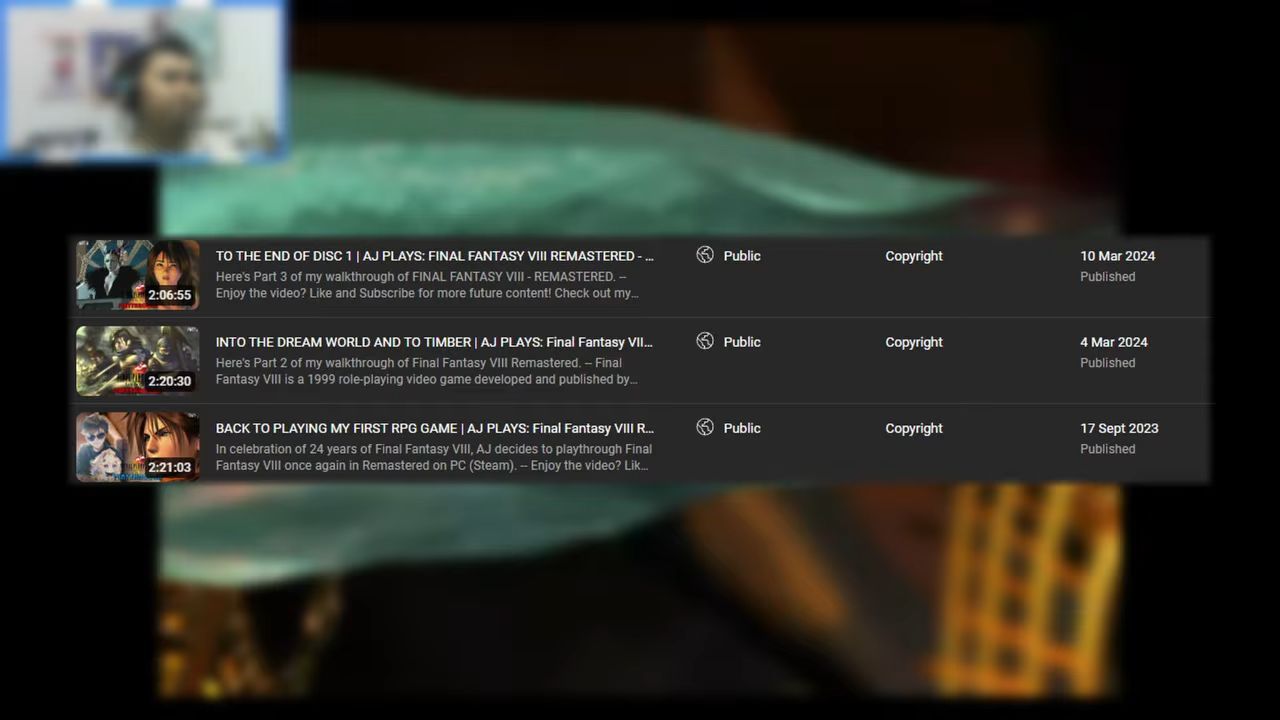 TO THE END OF DISC 1 | AJ PLAYS: FINAL FANTASY VIII REMASTERED - ...
Here's Part 3 of my walkthrough of FINAL FANTASY VIII - REMASTERED. --
Enjoy the video? Like and Subscribe for more future content! Check out my...
2:06:55
Public
Copyright
10 Mar 2024
Published
INTO THE DREAM WORLD AND TO TIMBER | AJ PLAYS: Final Fantasy VII...
Here's Part 2 of my walkthrough of Final Fantasy VIII Remastered. -- Final
Fantasy VIII is a 1999 role-playing video game developed and published by...
2:20:30
Public
Copyright
4 Mar 2024
Published
BACK TO PLAYING MY FIRST RPG GAME | AJ PLAYS: Final Fantasy VIII R...
In celebration of 24 years of Final Fantasy VIII, AJ decides to playthrough Final
Fantasy VIII once again in Remastered on PC (Steam). -- Enjoy the video? Lik...
2:21:03
Public
Copyright
17 Sept 2023
Published